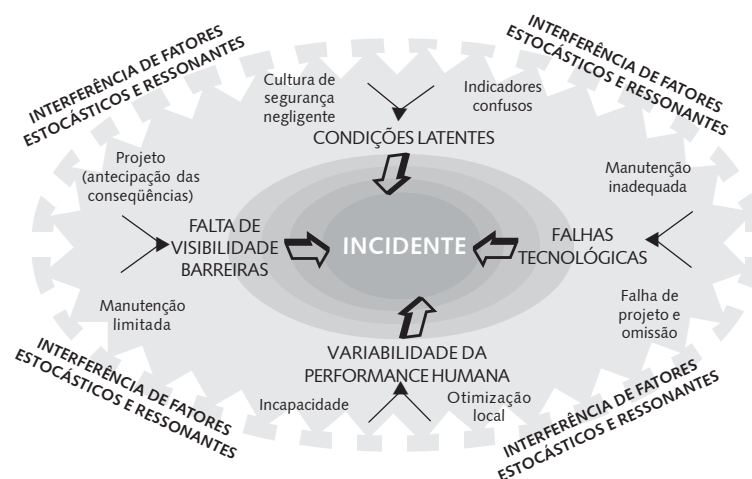 INTERFERÊNCIA DE FATORES
ESTOCÁSTICOS E RESSONANTES
INTERFERÊNCIA DE FATORES
ESTOCÁSTICOS E RESSONANTES
Cultura de
segurança
negligente
Indicadores
confusos
CONDIÇÕES LATENTES
Projeto
(antecipação das
conseqüências)
FALTA DE
VISIBILIDADE
BARREIRAS
Manutenção
limitada
INCIDENTE
Manutenção
inadequada
FALHAS
TECNOLÓGICAS
Falha de
projeto e
omissão
VARIABILIDADE DA
PERFORMANCE HUMANA
Incapacidade
Otimização
local
INTERFERÊNCIA DE FATORES
ESTOCÁSTICOS E RESSONANTES
INTERFERÊNCIA DE FATORES
ESTOCÁSTICOS E RESSONANTES